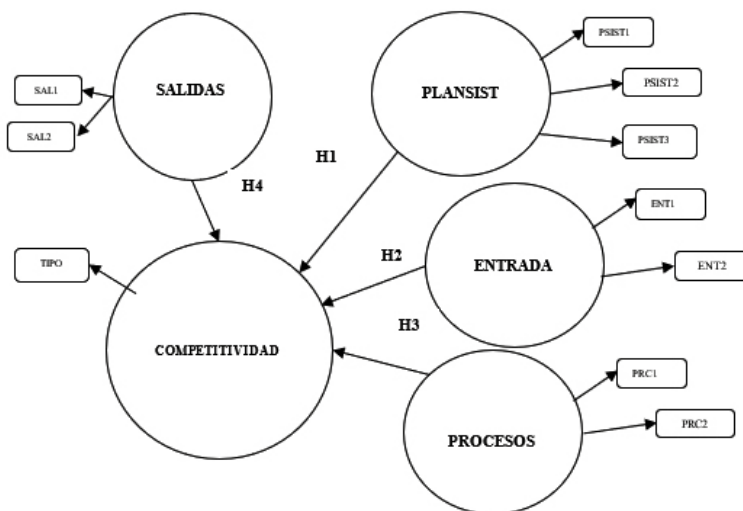 PSIST1
SALIDAS
PLANSIST
PSIST2
SAL1
SAL2
PSIST3
H1
H4
ENT1
TIPO
H2
ENTRADA
ENT2
H3
COMPETITIVIDAD
PRC1
PRC2
PROCESOS